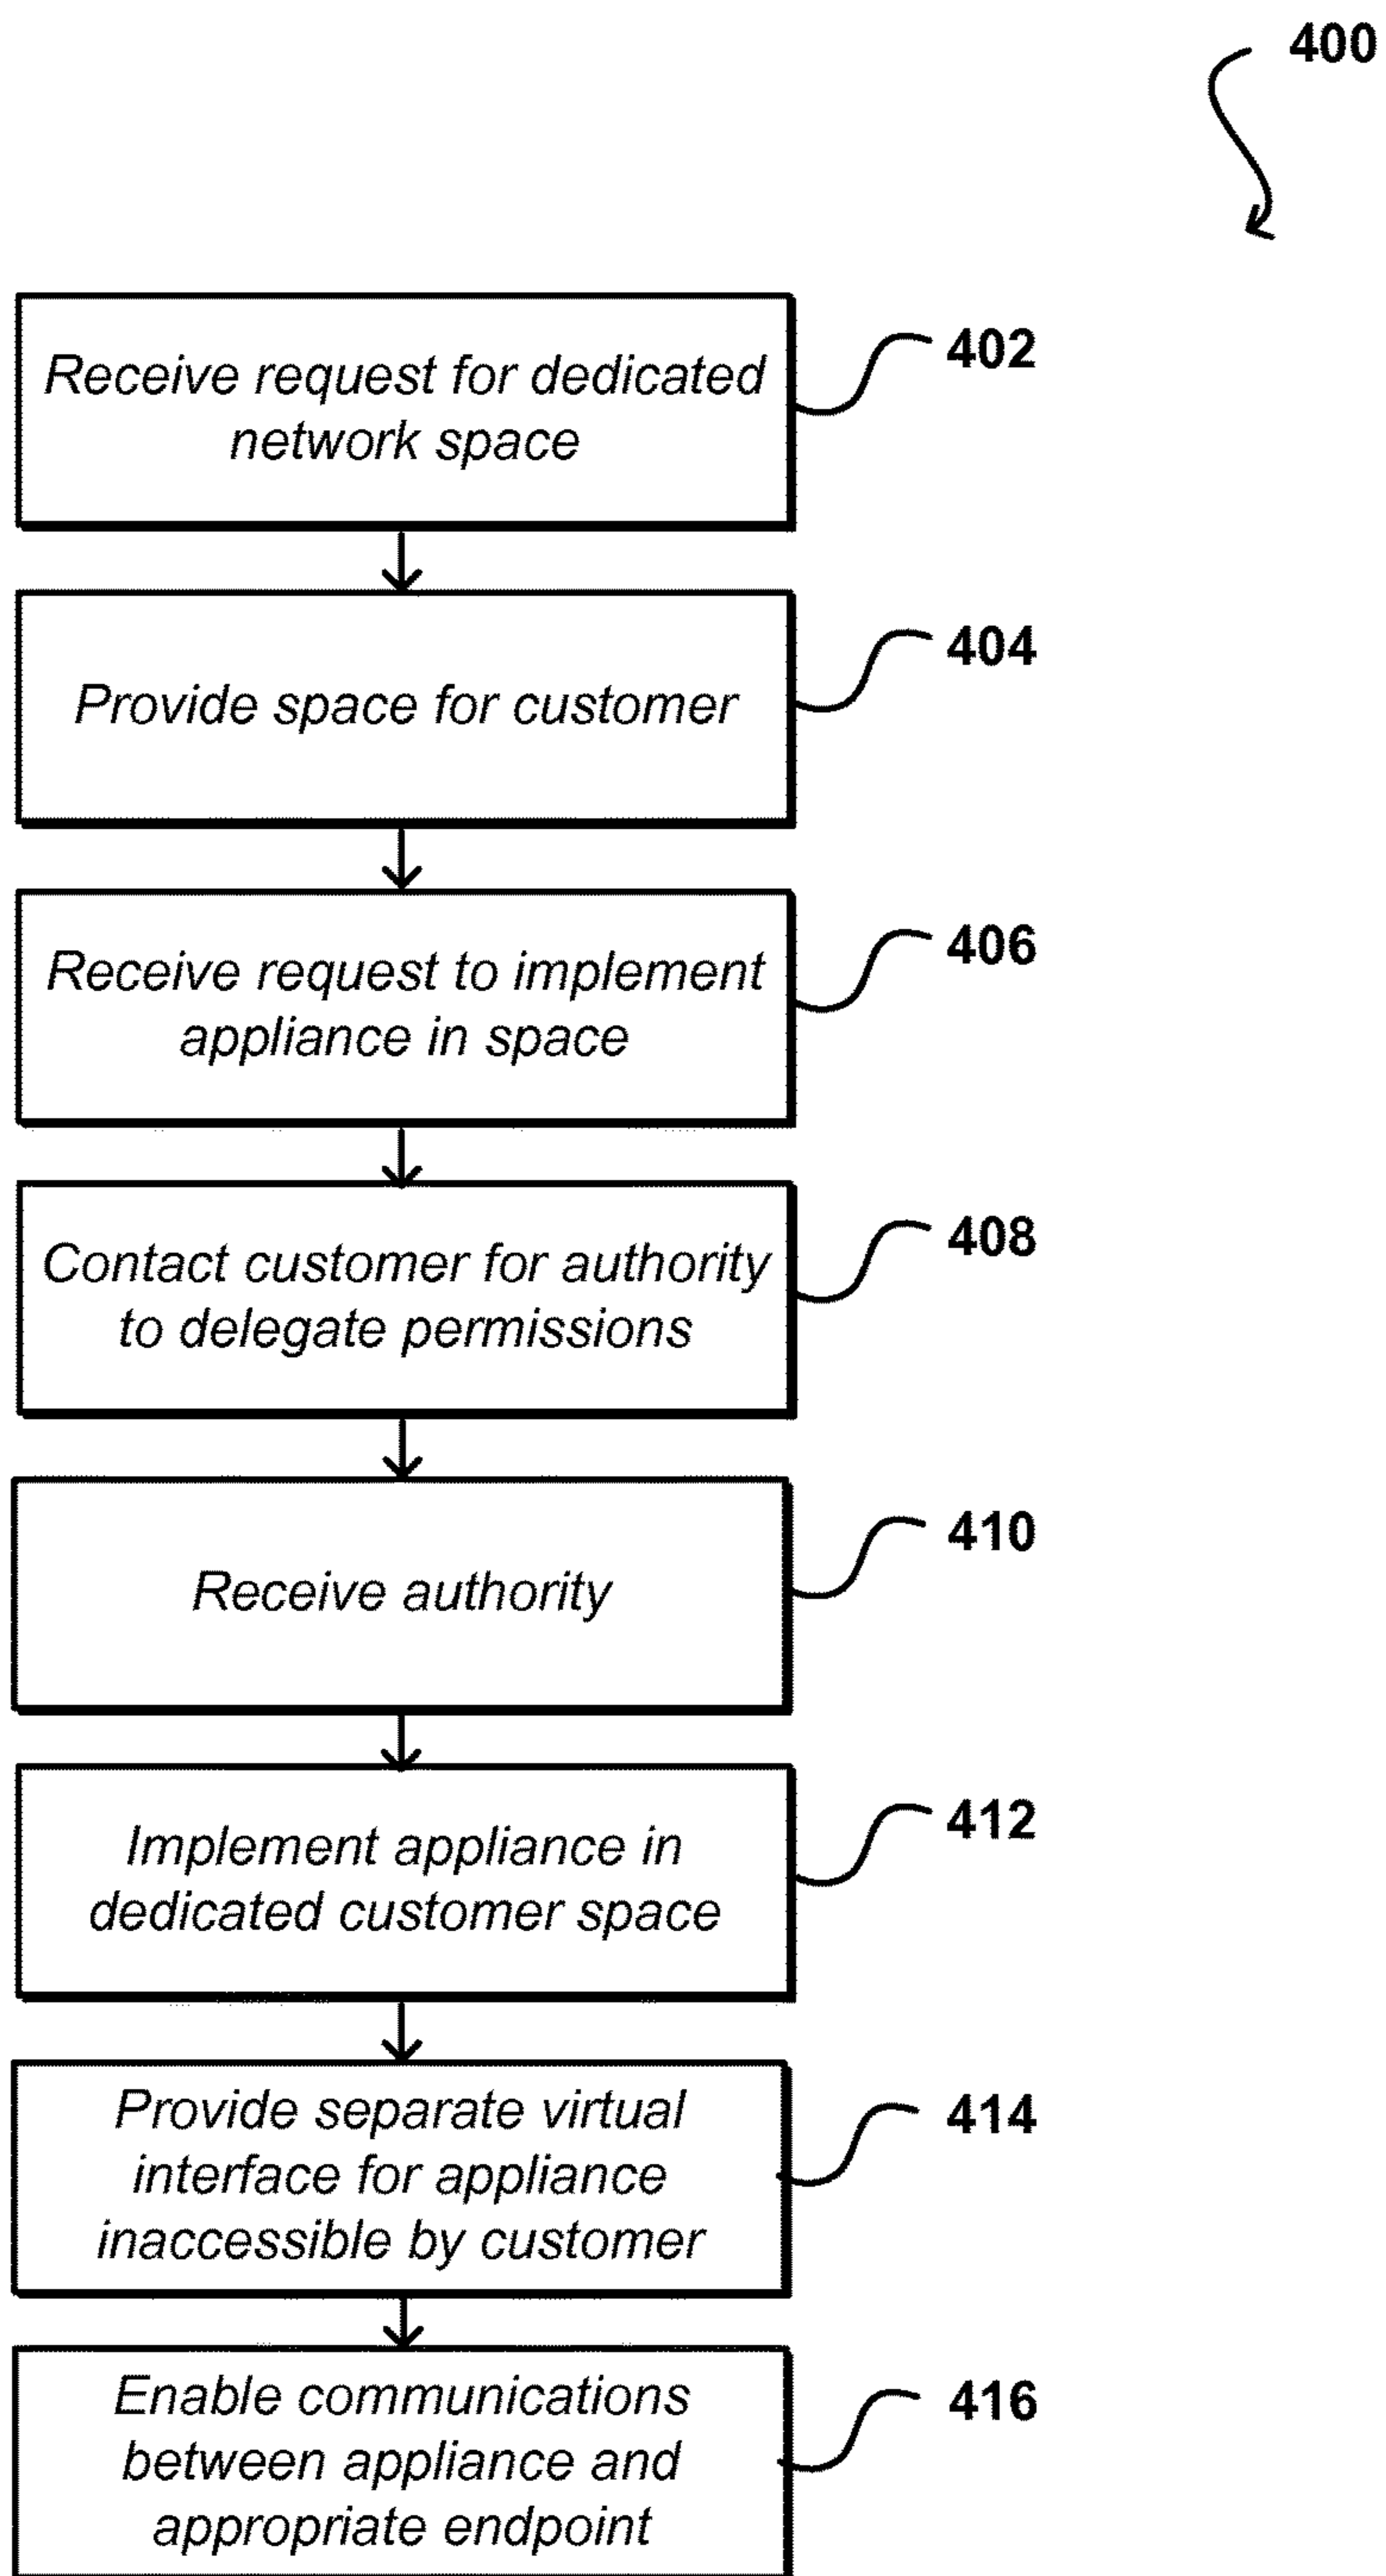 400
Receive request for dedicated
network space
402
Provide space for customer
404
Receive request to implement
appliance in space
406
Contact customer for authority
to delegate permissions
408
Receive authority
410
Implement appliance in
dedicated customer space
412
Provide separate virtual
interface for appliance
inaccessible by customer
414
Enable communications
between appliance and
appropriate endpoint
416